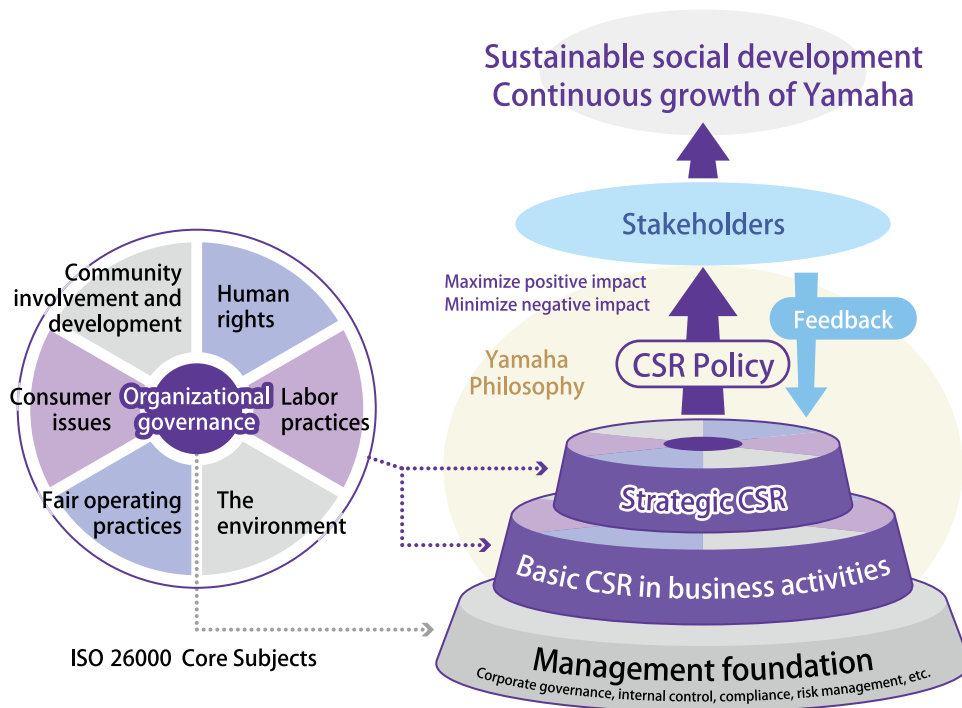 Sustainable social development
Continuous growth of Yamaha
Stakeholders
Maximize positive impact
Minimize negative impact
Feedback
CSR Policy
Yamaha
Philosophy
Strategic CSR
Basic CSR in business activities
Management foundation
Corporate governance, internal control, compliance, risk management, etc.
Community
involvement and
development
Human
rights
Consumer
issues
Organizational
governance
Labor
practices
Fair operating
practices
The
environment
ISO 26000 Core Subjects